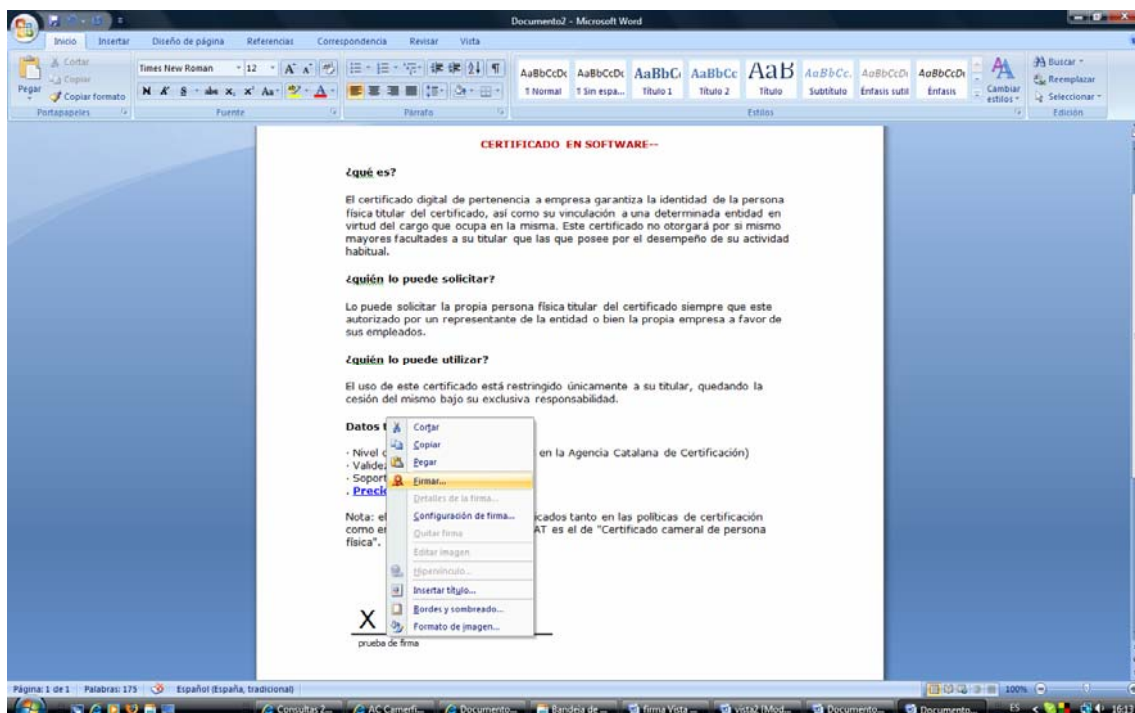 Documento2 - Microsoft Word
Inicio Insertar Diseño de página Referencias Correspondencia Revisar Vista
Cortar
Copiar
Pegar
Copiar formato
Portapapeles
Times New Roman 12
N K S abc x, x' Aa A
Fuente
Párrafo
AaBbCcDc AaBbCcDc AaBbC AaBbCc AaB AaBbCc. AaBbCcDi AaBbCcDi
¶ Normal ¶ Sin espa... Título 1 Título 2 Título Subtítulo Énfasis sutil Énfasis
Cambiar estilos
Estilos
Buscar
Reemplazar
Seleccionar
Edición
CERTIFICADO EN SOFTWARE--
¿qué es?
El certificado digital de pertenencia a empresa garantiza la identidad de la persona
física titular del certificado, así como su vinculación a una determinada entidad en
virtud del cargo que ocupa en la misma. Este certificado no otorgará por si mismo
mayores facultades a su titular que las que posee por el desempeño de su actividad
habitual.
¿quién lo puede solicitar?
Lo puede solicitar la propia persona física titular del certificado siempre que este
autorizado por un representante de la entidad o bien la propia empresa a favor de
sus empleados.
¿quién lo puede utilizar?
El uso de este certificado está restringido únicamente a su titular, quedando la
cesión del mismo bajo su exclusiva responsabilidad.
Datos
· Nivel en la Agencia Catalana de Certificación)
· Validez
· Soport
. Precio
Nota: el icados tanto en las políticas de certificación
como en AT es el de "Certificado cameral de persona
física".
Cortar
Copiar
Pegar
Firmar...
Detalles de la firma...
Configuración de firma...
Quitar firma
Editar imagen
Hipervínculo...
Insertar título...
Bordes y sombreado...
Formato de imagen...
X
prueba de firma
Página: 1 de 1 Palabras: 175 Español (España, tradicional) 100%
Consultas 2... AC Camerfi... Documento... Bandeja de ... firma Vista ... vista2 [Mod... Documento... Documento... ES 16:13